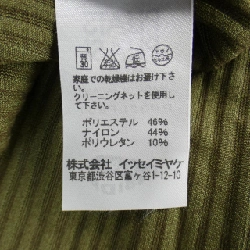 家庭での乾燥機はお避け下さ
い。
クリーニングネットを使用して
下さい。
ポリエステル 46%
ナイロン 44%
ポリウレタン 10%
株式会社 イッセイミヤケ
東京都渋谷区富ヶ谷1-12-13